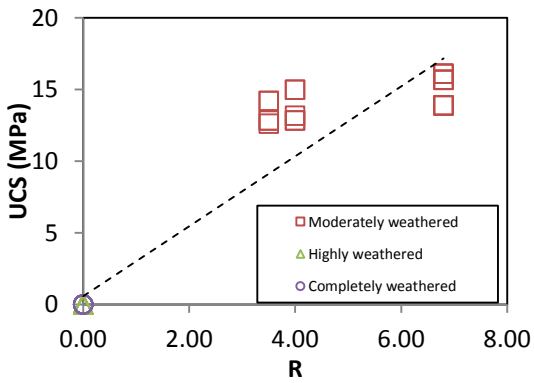 20
15
10
5
0
UCS (MPa)
Moderately weathered
Highly weathered
Completely weathered
0.00 2.00 4.00 6.00 8.00
R